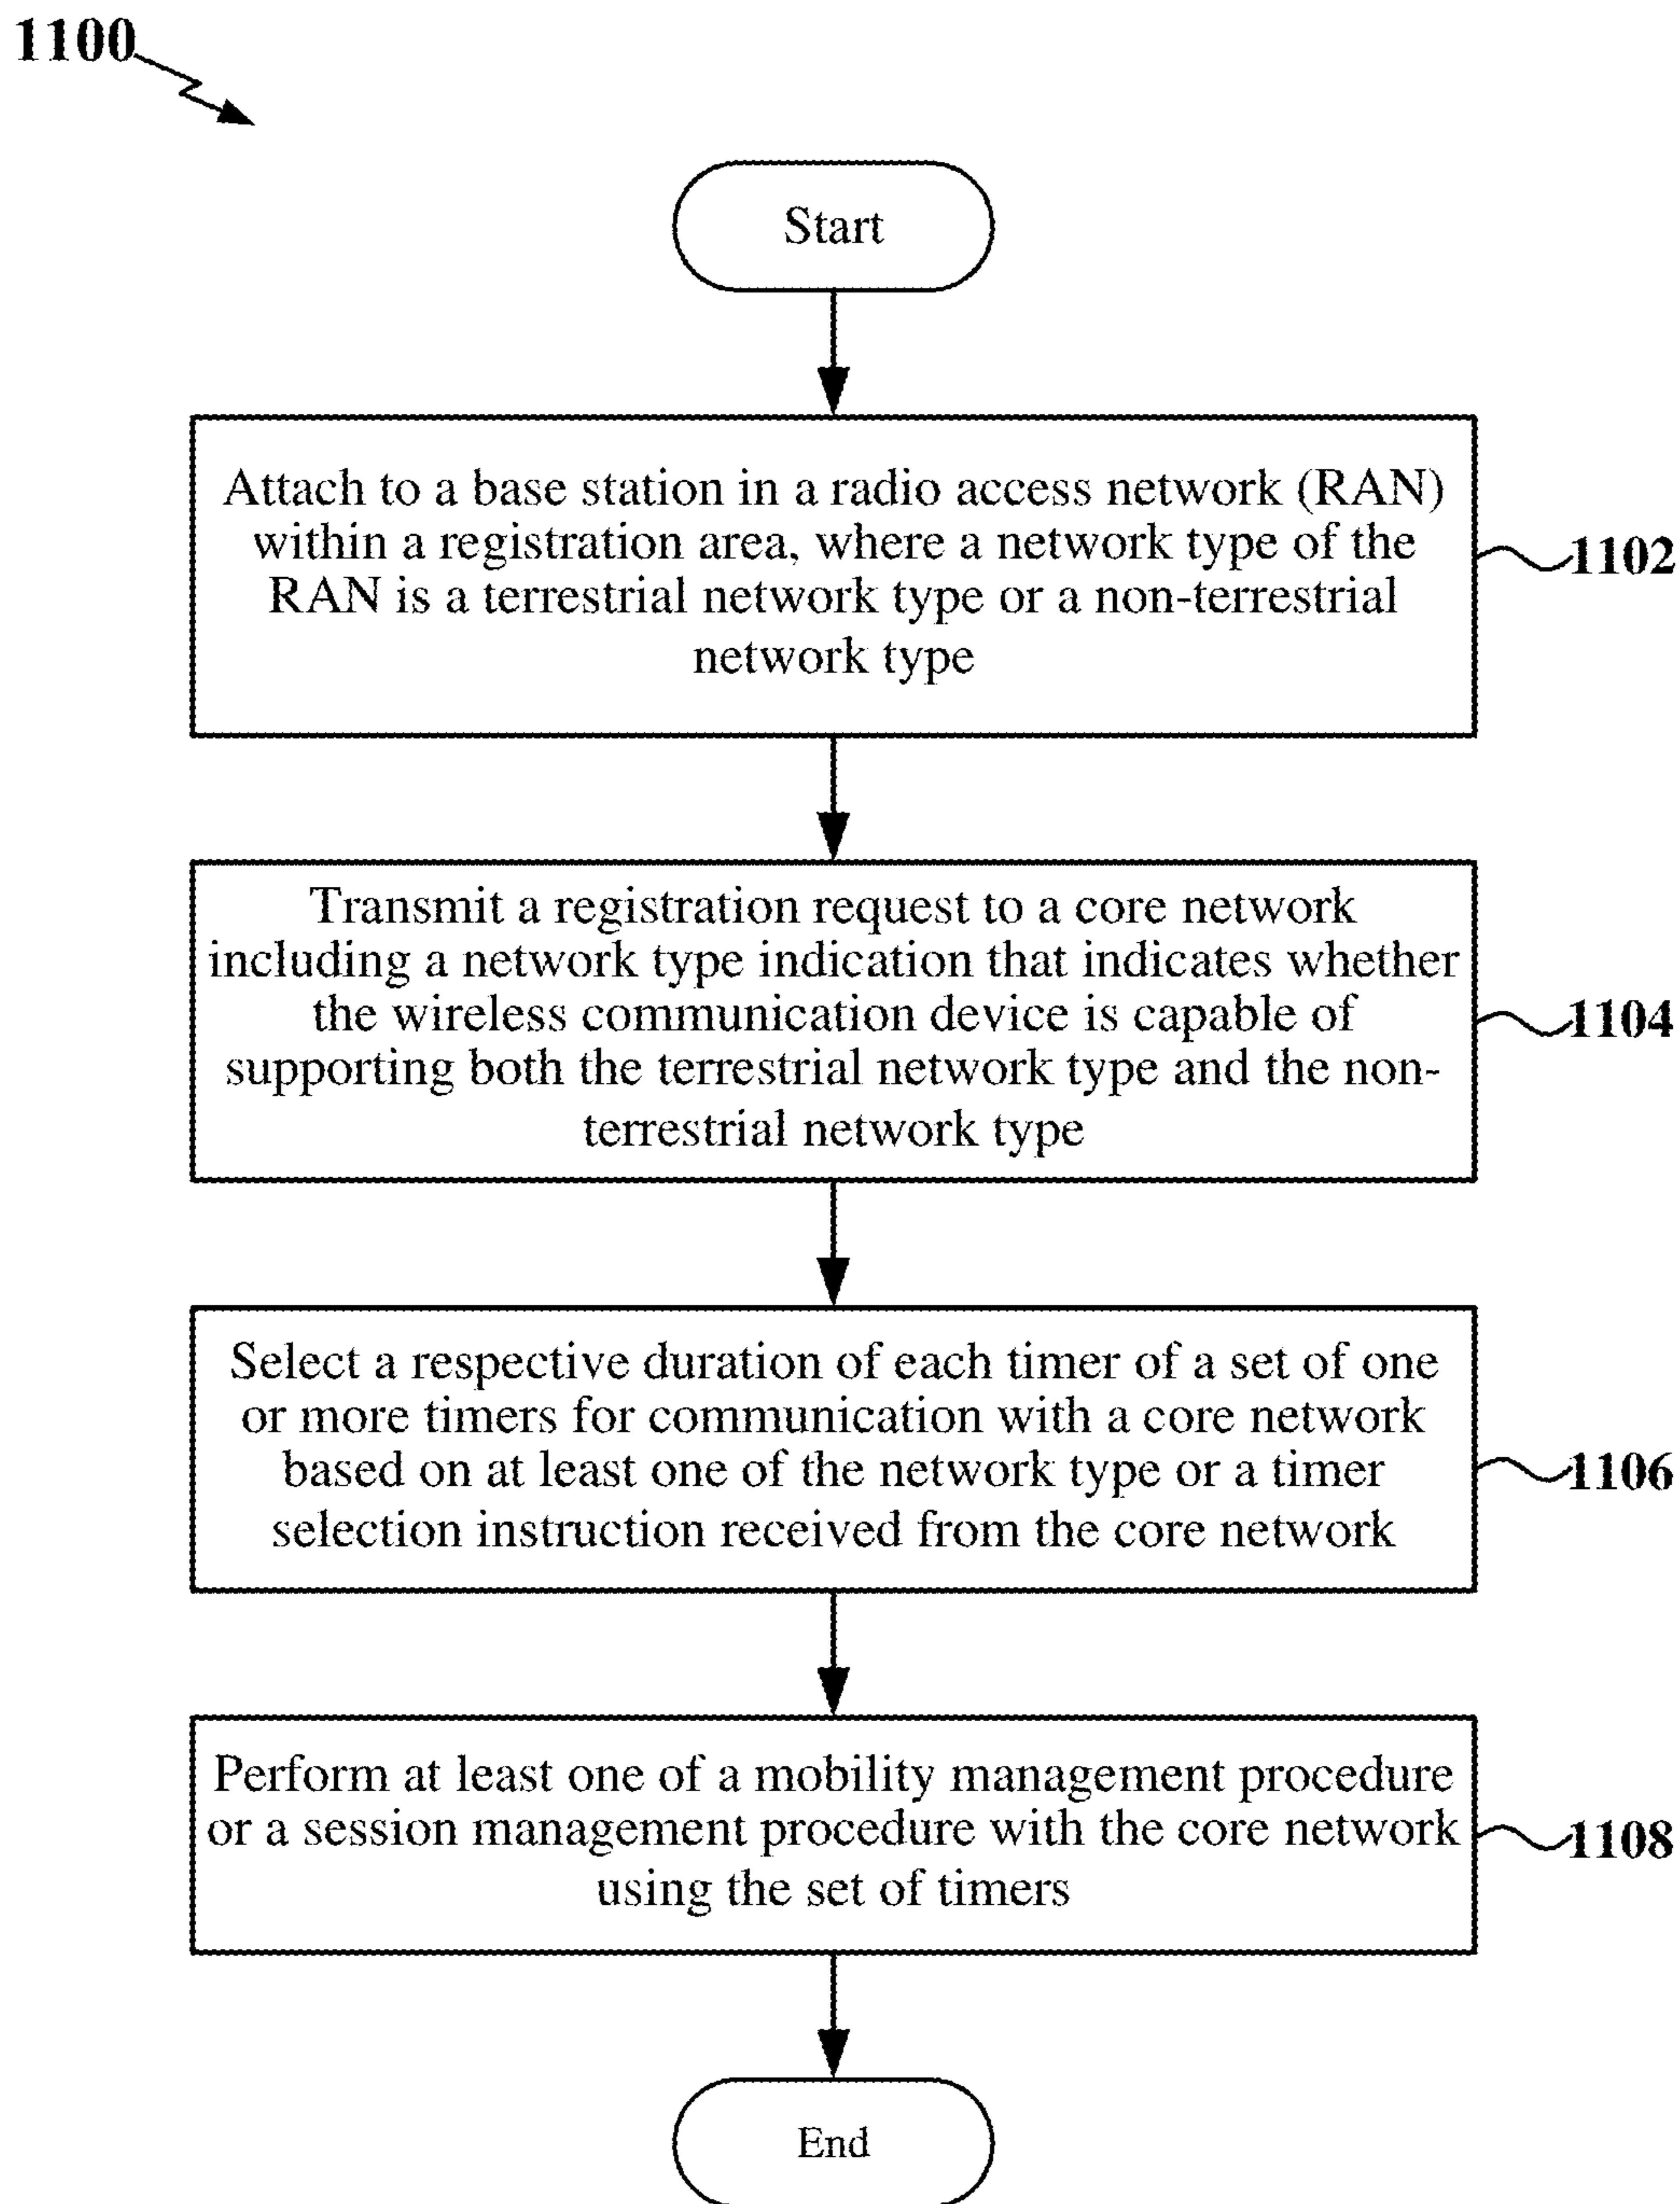 1100
Start
Attach to a base station in a radio access network (RAN)
within a registration area, where a network type of the
RAN is a terrestrial network type or a non-terrestrial
network type
1102
Transmit a registration request to a core network
including a network type indication that indicates whether
the wireless communication device is capable of
supporting both the terrestrial network type and the non-
terrestrial network type
1104
Select a respective duration of each timer of a set of one
or more timers for communication with a core network
based on at least one of the network type or a timer
selection instruction received from the core network
1106
Perform at least one of a mobility management procedure
or a session management procedure with the core network
using the set of timers
1108
End